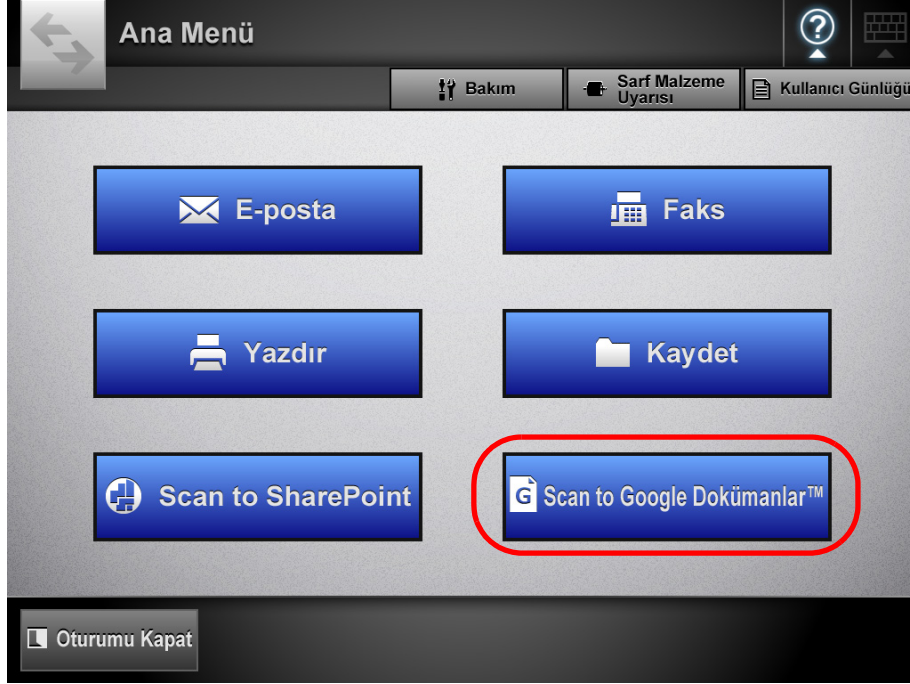 Ana Menü
?
Bakım
Sarf Malzeme
Uyarısı
Kullanıcı Günlüğü
E-posta
Faks
Yazdır
Kaydet
Scan to SharePoint
G Scan to Google Dokümanlar™
Oturumu Kapat